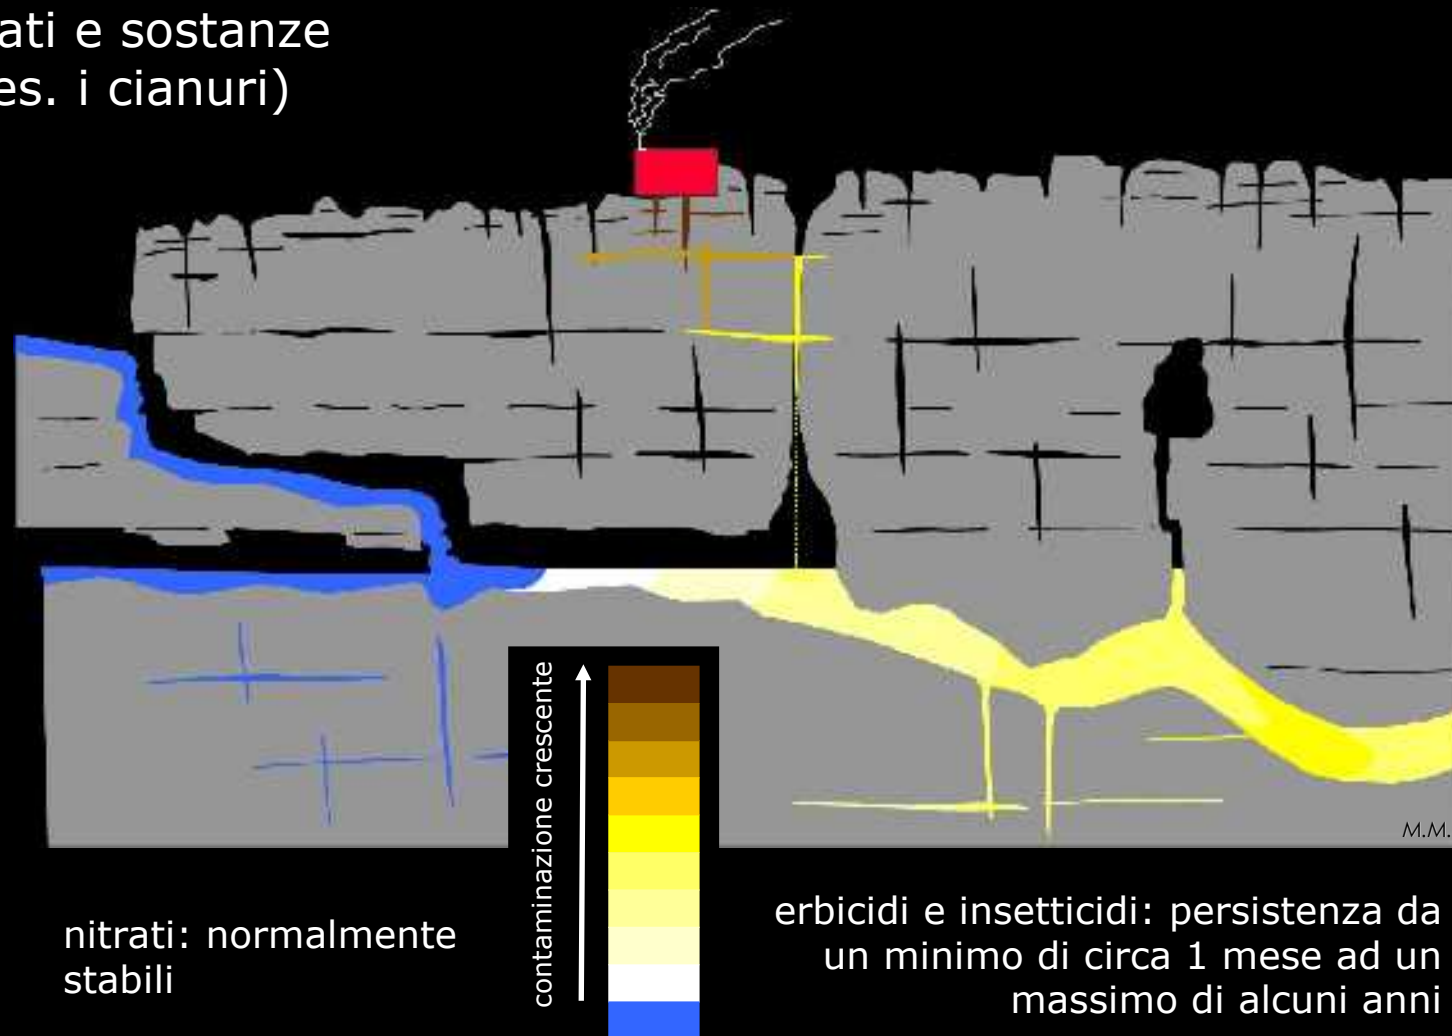 ati e sostanze
es. i cianuri)
contaminazione crescente
M.M.
nitrati: normalmente
stabili
erbicidi e insetticidi: persistenza da
un minimo di circa 1 mese ad un
massimo di alcuni anni